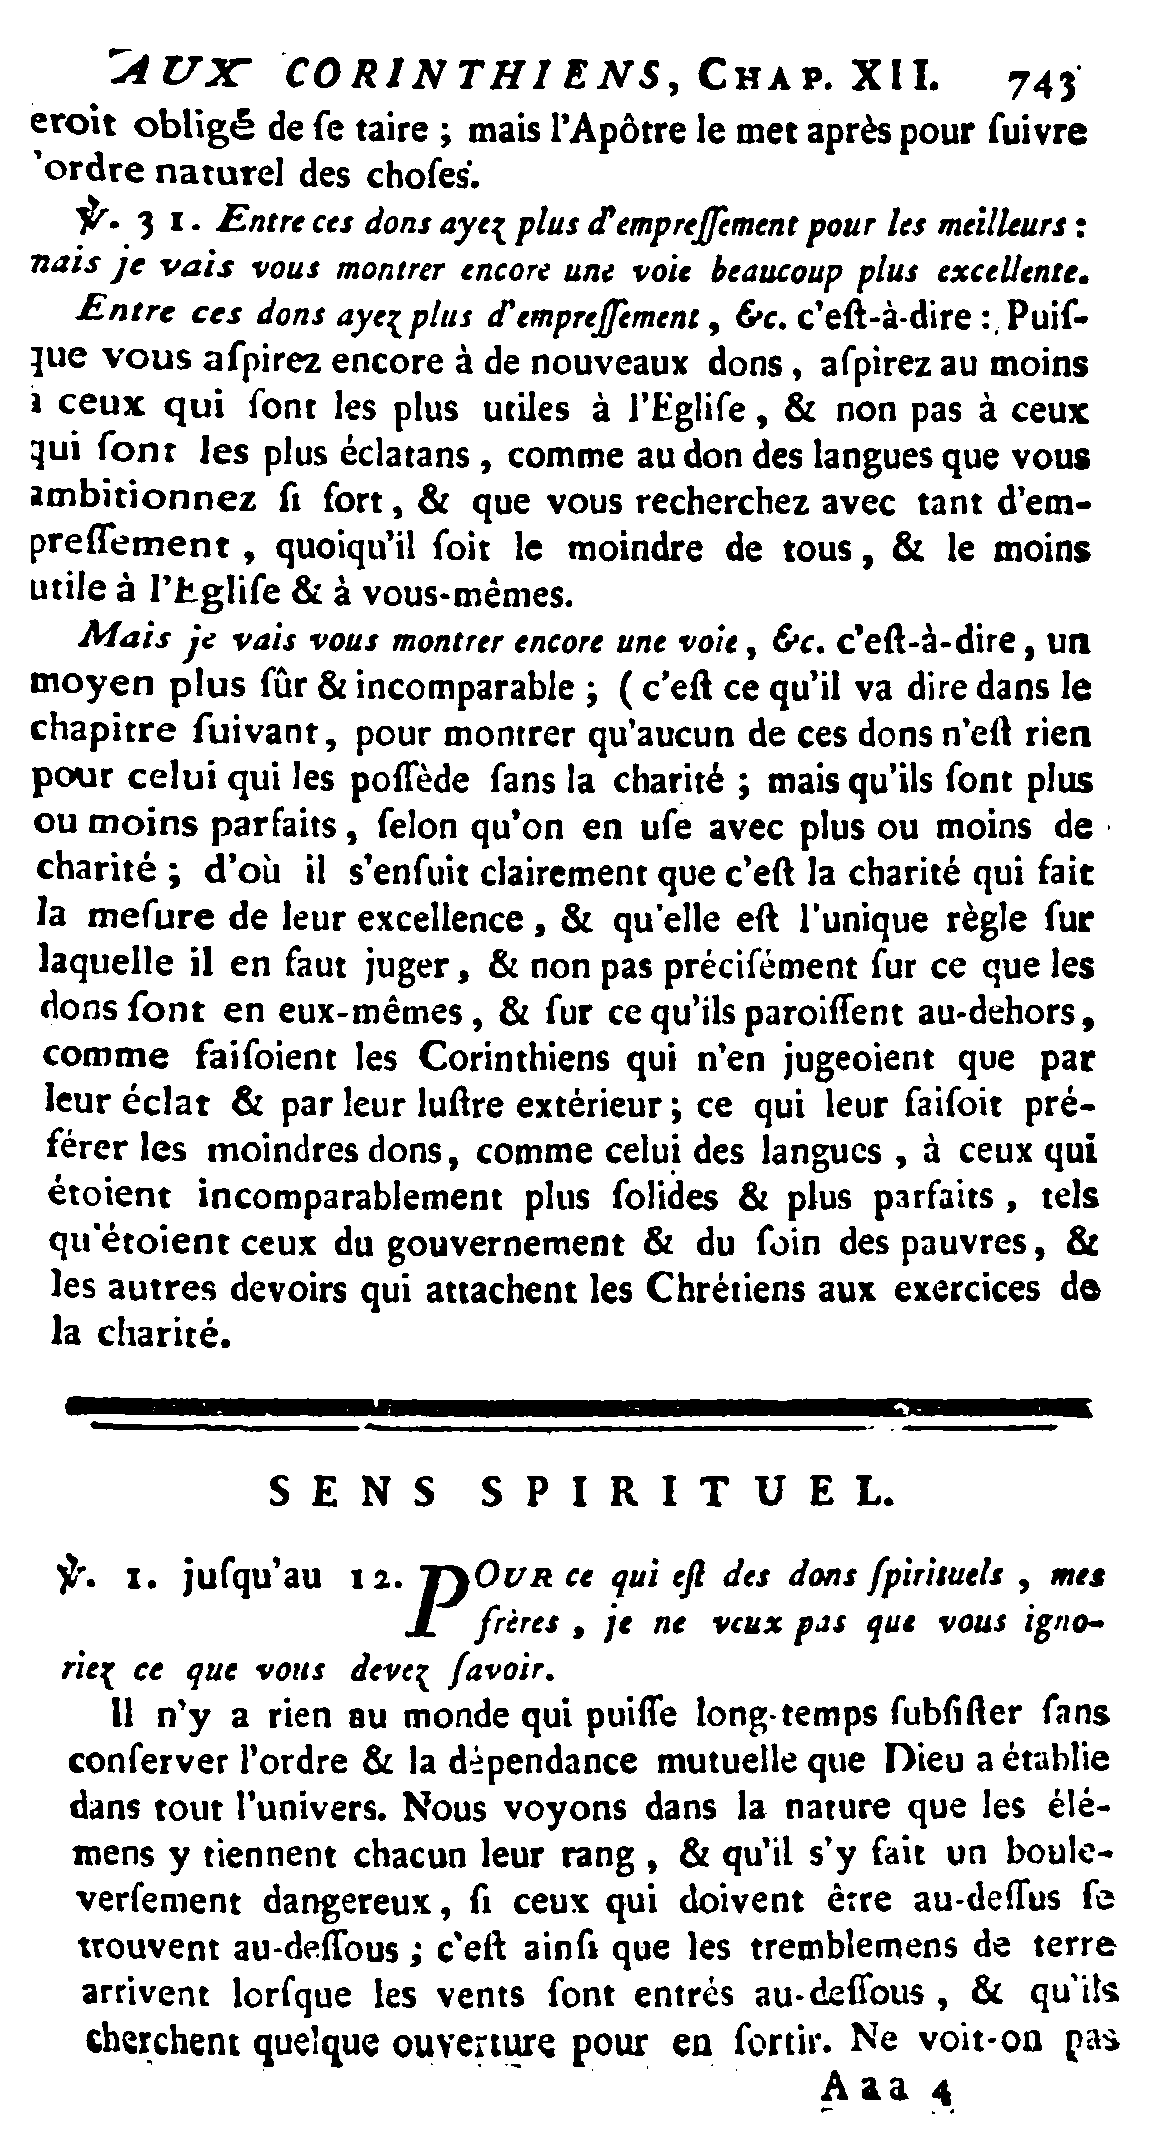 AUX CORINTHIENS, CHAP. XII. 743
eroit obligé de ſe taire ; mais l'Apôtre le met après pour ſuivre
'ordre naturel des choſes.
℣. 31. Entre ces dons ayez plus d'empreſſement pour les meilleurs :
nais je vais vous montrer encore une voie beaucoup plus excellente.
Entre ces dons ayez plus d'empreſſement, &c. c'eſt-à-dire : Puiſ-
que vous aſpirez encore à de nouveaux dons, aſpirez au moins
à ceux qui ſont les plus utiles à l'Egliſe, & non pas à ceux
qui ſont les plus éclatans, comme au don des langues que vous
ambitionnez ſi fort, & que vous recherchez avec tant d'em-
preſſement, quoiqu'il ſoit le moindre de tous, & le moins
utile à l'Egliſe & à vous-mêmes.
Mais je vais vous montrer encore une voie, &c. c'eſt-à-dire, un
moyen plus ſûr & incomparable ; ( c'eſt ce qu'il va dire dans le
chapitre ſuivant, pour montrer qu'aucun de ces dons n'eſt rien
pour celui qui les poſſède ſans la charité ; mais qu'ils ſont plus
ou moins parfaits, ſelon qu'on en uſe avec plus ou moins de
charité ; d'où il s'enſuit clairement que c'eſt la charité qui fait
la meſure de leur excellence, & qu'elle eſt l'unique règle ſur
laquelle il en faut juger, & non pas préciſément ſur ce que les
dons ſont en eux-mêmes, & ſur ce qu'ils paroiſſent au-dehors,
comme faiſoient les Corinthiens qui n'en jugeoient que par
leur éclat & par leur luſtre extérieur ; ce qui leur faiſoit pré-
férer les moindres dons, comme celui des langues, à ceux qui
étoient incomparablement plus ſolides & plus parfaits, tels
qu'étoient ceux du gouvernement & du ſoin des pauvres, &
les autres devoirs qui attachent les Chrétiens aux exercices de
la charité.
SENS SPIRITUEL.
℣. 1. juſqu'au 12. POUR ce qui eſt des dons ſpirituels, mes
frères, je ne veux pas que vous igno-
riez ce que vous devez ſavoir.
Il n'y a rien au monde qui puiſſe long-temps ſubſiſter ſans
conſerver l'ordre & la dépendance mutuelle que Dieu a établie
dans tout l'univers. Nous voyons dans la nature que les élé-
mens y tiennent chacun leur rang, & qu'il s'y fait un boule-
verſement dangereux, ſi ceux qui doivent être au-deſſus ſe
trouvent au-deſſous ; c'eſt ainſi que les tremblemens de terre
arrivent lorſque les vents ſont entrés au-deſſous, & qu'ils
cherchent quelque ouverture pour en ſortir. Ne voit-on pas
Aaa 4